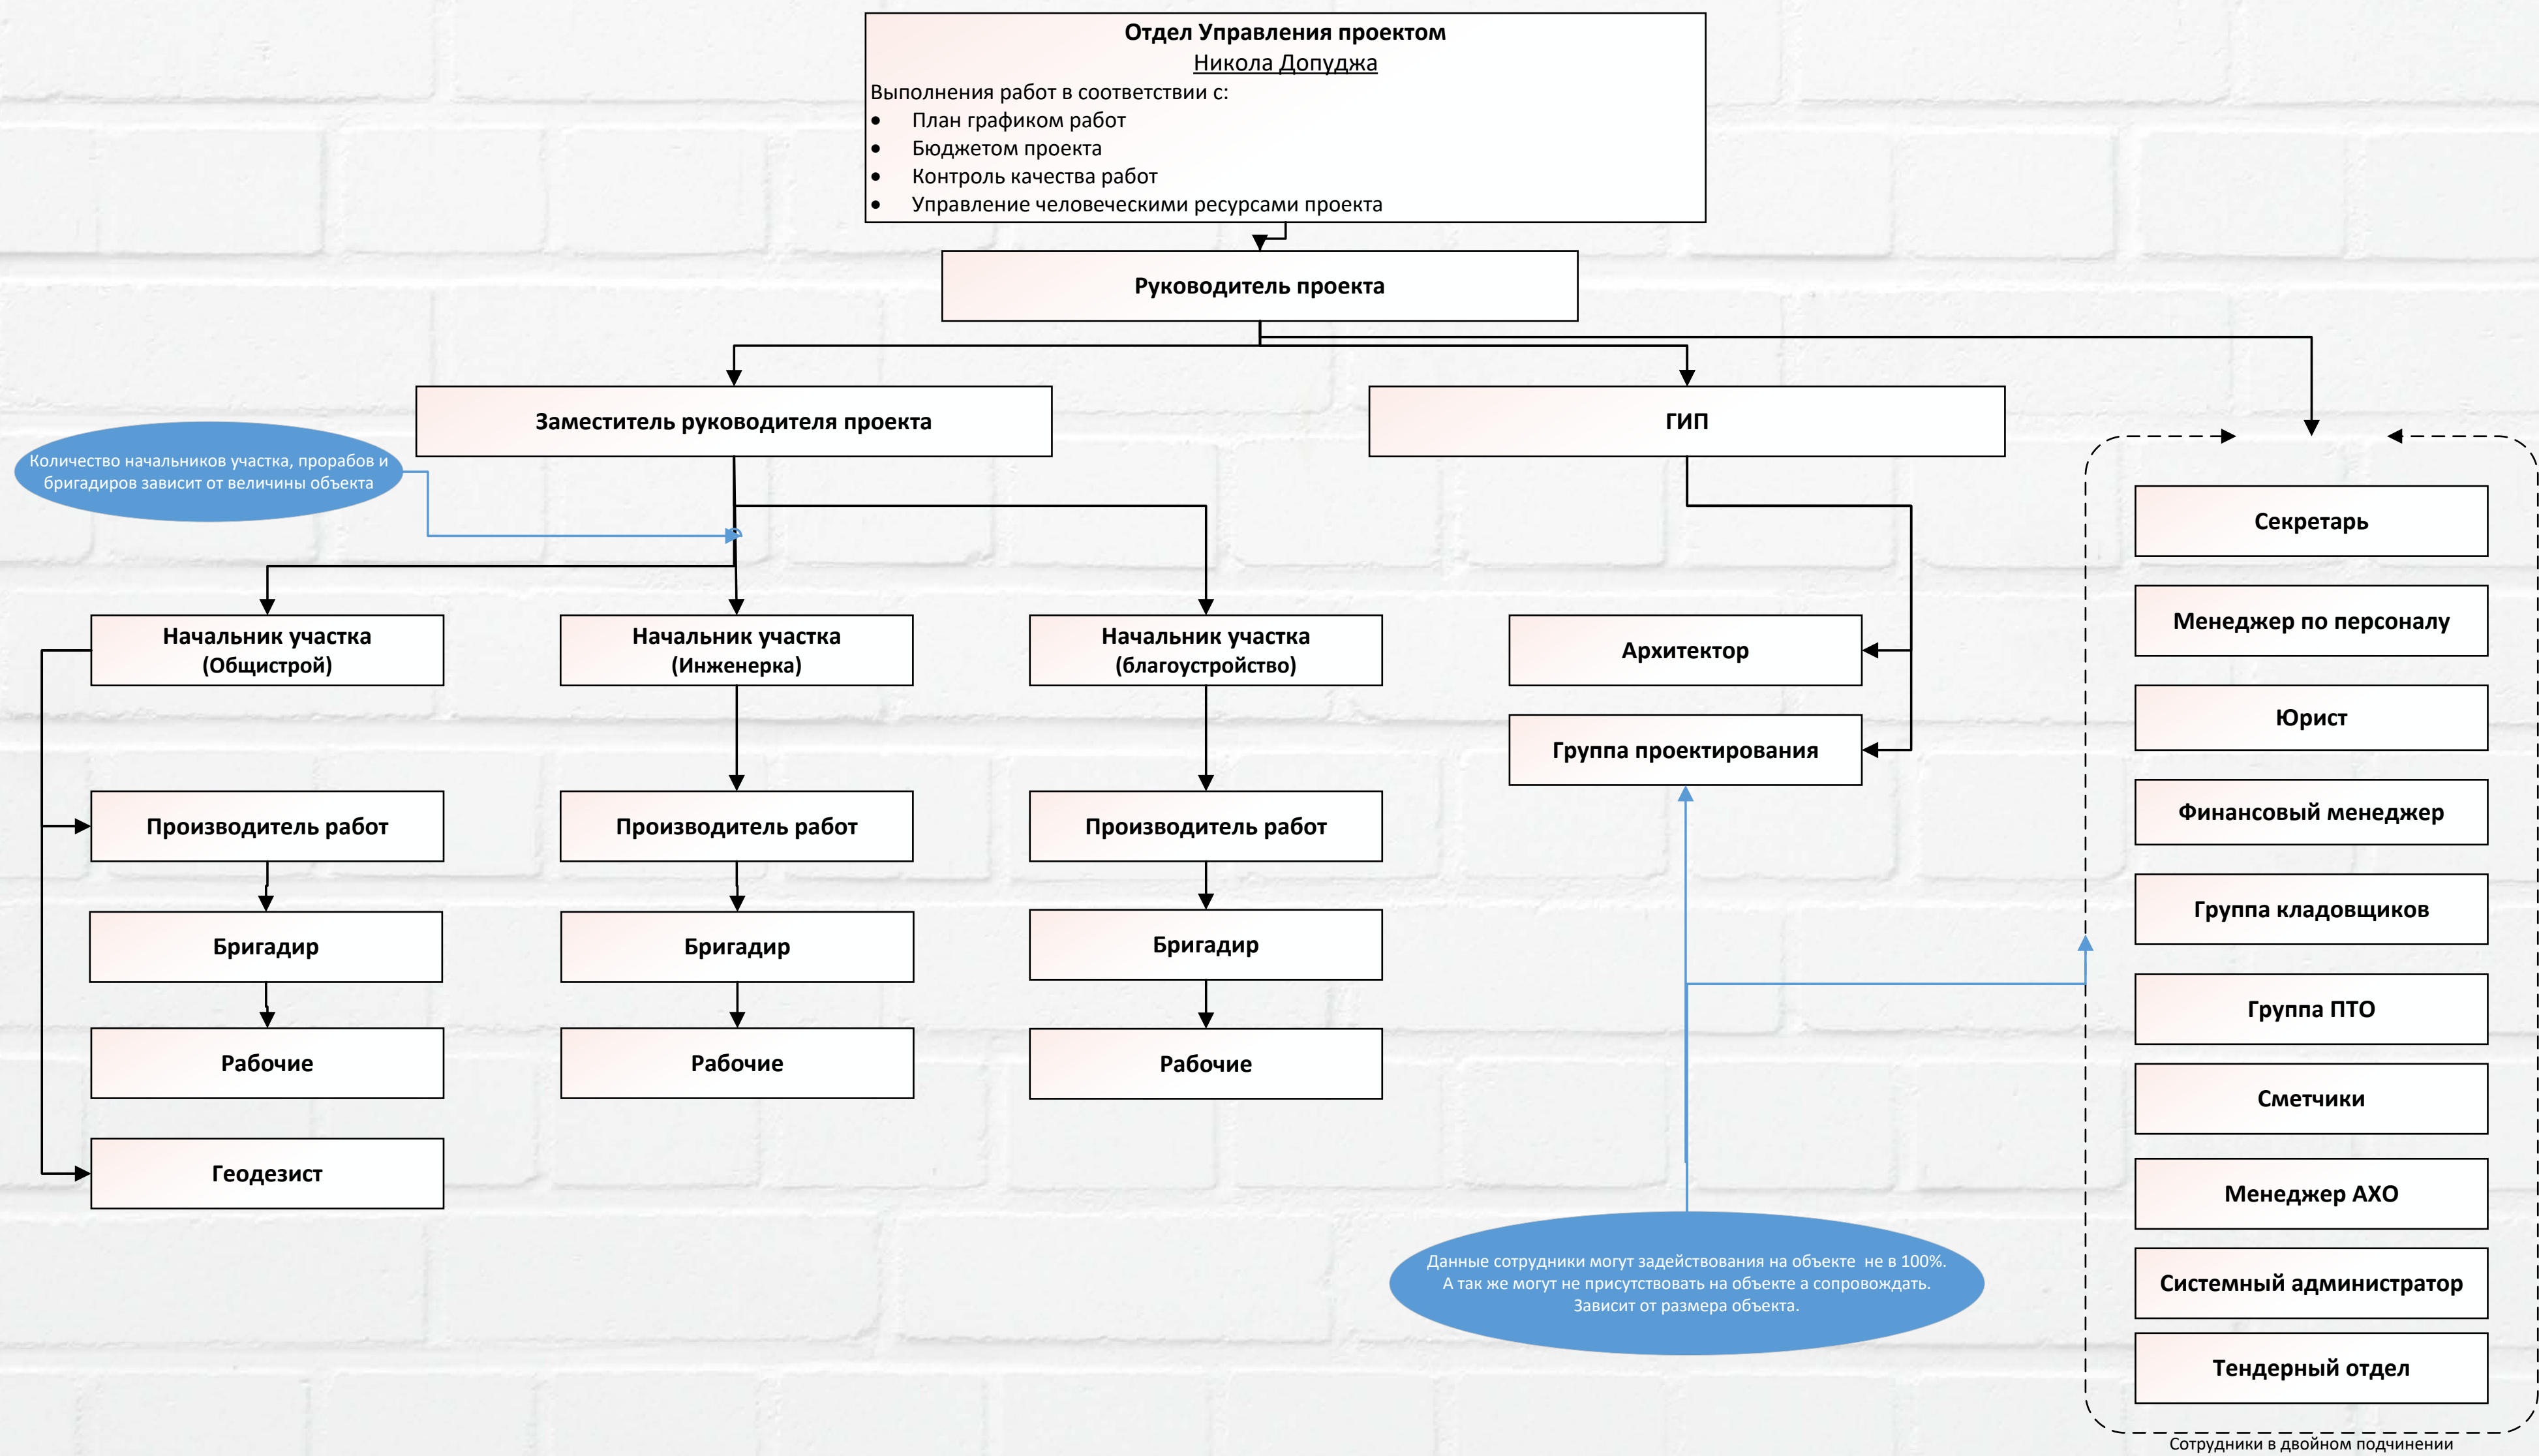 Отдел Управления проектом
Никола Допуджа
Выполнения работ в соответствии с:
• План графиком работ
• Бюджетом проекта
• Контроль качества работ
• Управление человеческими ресурсами проекта
Руководитель проекта
Заместитель руководителя проекта
ГИП
Количество начальников участка, прорабов и
бригадиров зависит от величины объекта
Начальник участка
(Общистрой)
Начальник участка
(Инженерка)
Начальник участка
(благоустройство)
Архитектор
Группа проектирования
Производитель работ
Производитель работ
Производитель работ
Бригадир
Бригадир
Бригадир
Рабочие
Рабочие
Рабочие
Геодезист
Данные сотрудники могут задействования на объекте  не в 100%.
А так же могут не присутствовать на объекте а сопровождать.
Зависит от размера объекта.
Секретарь
Менеджер по персоналу
Юрист
Финансовый менеджер
Группа кладовщиков
Группа ПТО
Сметчики
Менеджер АХО
Системный администратор
Тендерный отдел
Сотрудники в двойном подчинении